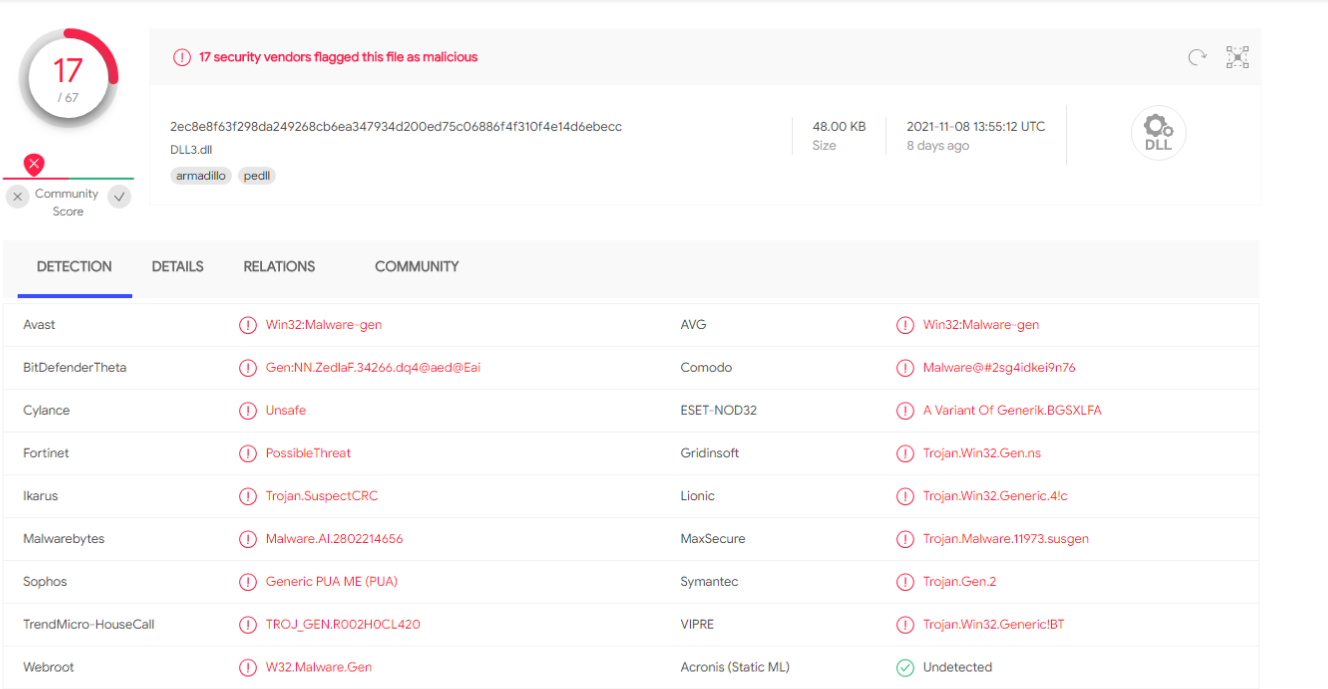 17
/ 67
17 security vendors flagged this file as malicious
2ec8e8f63f298da249268cb6ea347934d200ed75c06886f4f310f4e14d6ebecc
DLL3.dll
armadillo pedll
48.00 KB
Size
2021-11-08 13:55:12 UTC
8 days ago
DLL
Community
Score
DETECTION DETAILS RELATIONS COMMUNITY
Avast Win32:Malware-gen AVG Win32:Malware-gen
BitDefenderTheta Gen:NN.ZedlaF.34266.dq4@aed@Eai Comodo Malware@#2sg4idkei9n76
Cylance Unsafe ESET-NOD32 A Variant Of Generik.BGSXLFA
Fortinet PossibleThreat Gridinsoft Trojan.Win32.Gen.ns
Ikarus Trojan.SuspectCRC Lionic Trojan.Win32.Generic.4!c
Malwarebytes Malware.AI.2802214656 MaxSecure Trojan.Malware.11973.susgen
Sophos Generic PUA ME (PUA) Symantec Trojan.Gen.2
TrendMicro-HouseCall TROJ_GEN.R002H0CL420 VIPRE Trojan.Win32.Generic!BT
Webroot W32.Malware.Gen Acronis (Static ML) Undetected